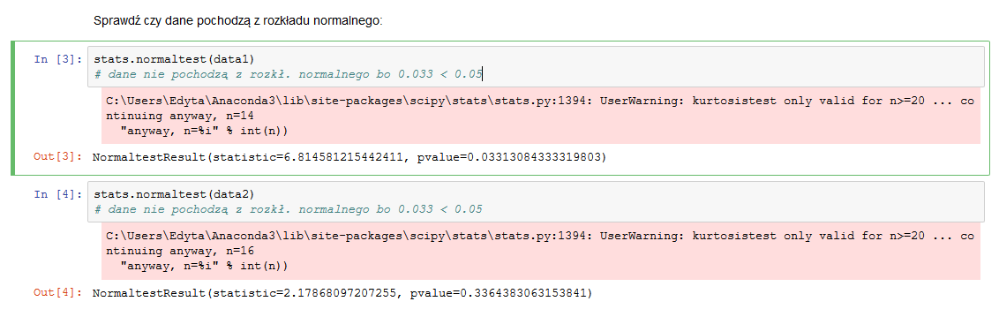 Sprawdź czy dane pochodzą z rozkładu normalnego:
In [3]: stats.normaltest(data1)
# dane nie pochodzą z rozkł. normalnego bo 0.033 < 0.05
C:\Users\Edyta\Anaconda3\lib\site-packages\scipy\stats\stats.py:1394: UserWarning: kurtosistest only valid for n>=20 ... co
ntinuing anyway, n=14
"anyway, n=%i" % int(n))
Out[3]: NormaltestResult(statistic=6.814581215442411, pvalue=0.03313084333319803)
In [4]: stats.normaltest(data2)
# dane nie pochodzą z rozkł. normalnego bo 0.033 < 0.05
C:\Users\Edyta\Anaconda3\lib\site-packages\scipy\stats\stats.py:1394: UserWarning: kurtosistest only valid for n>=20 ... co
ntinuing anyway, n=16
"anyway, n=%i" % int(n))
Out[4]: NormaltestResult(statistic=2.17868097207255, pvalue=0.3364383063153841)